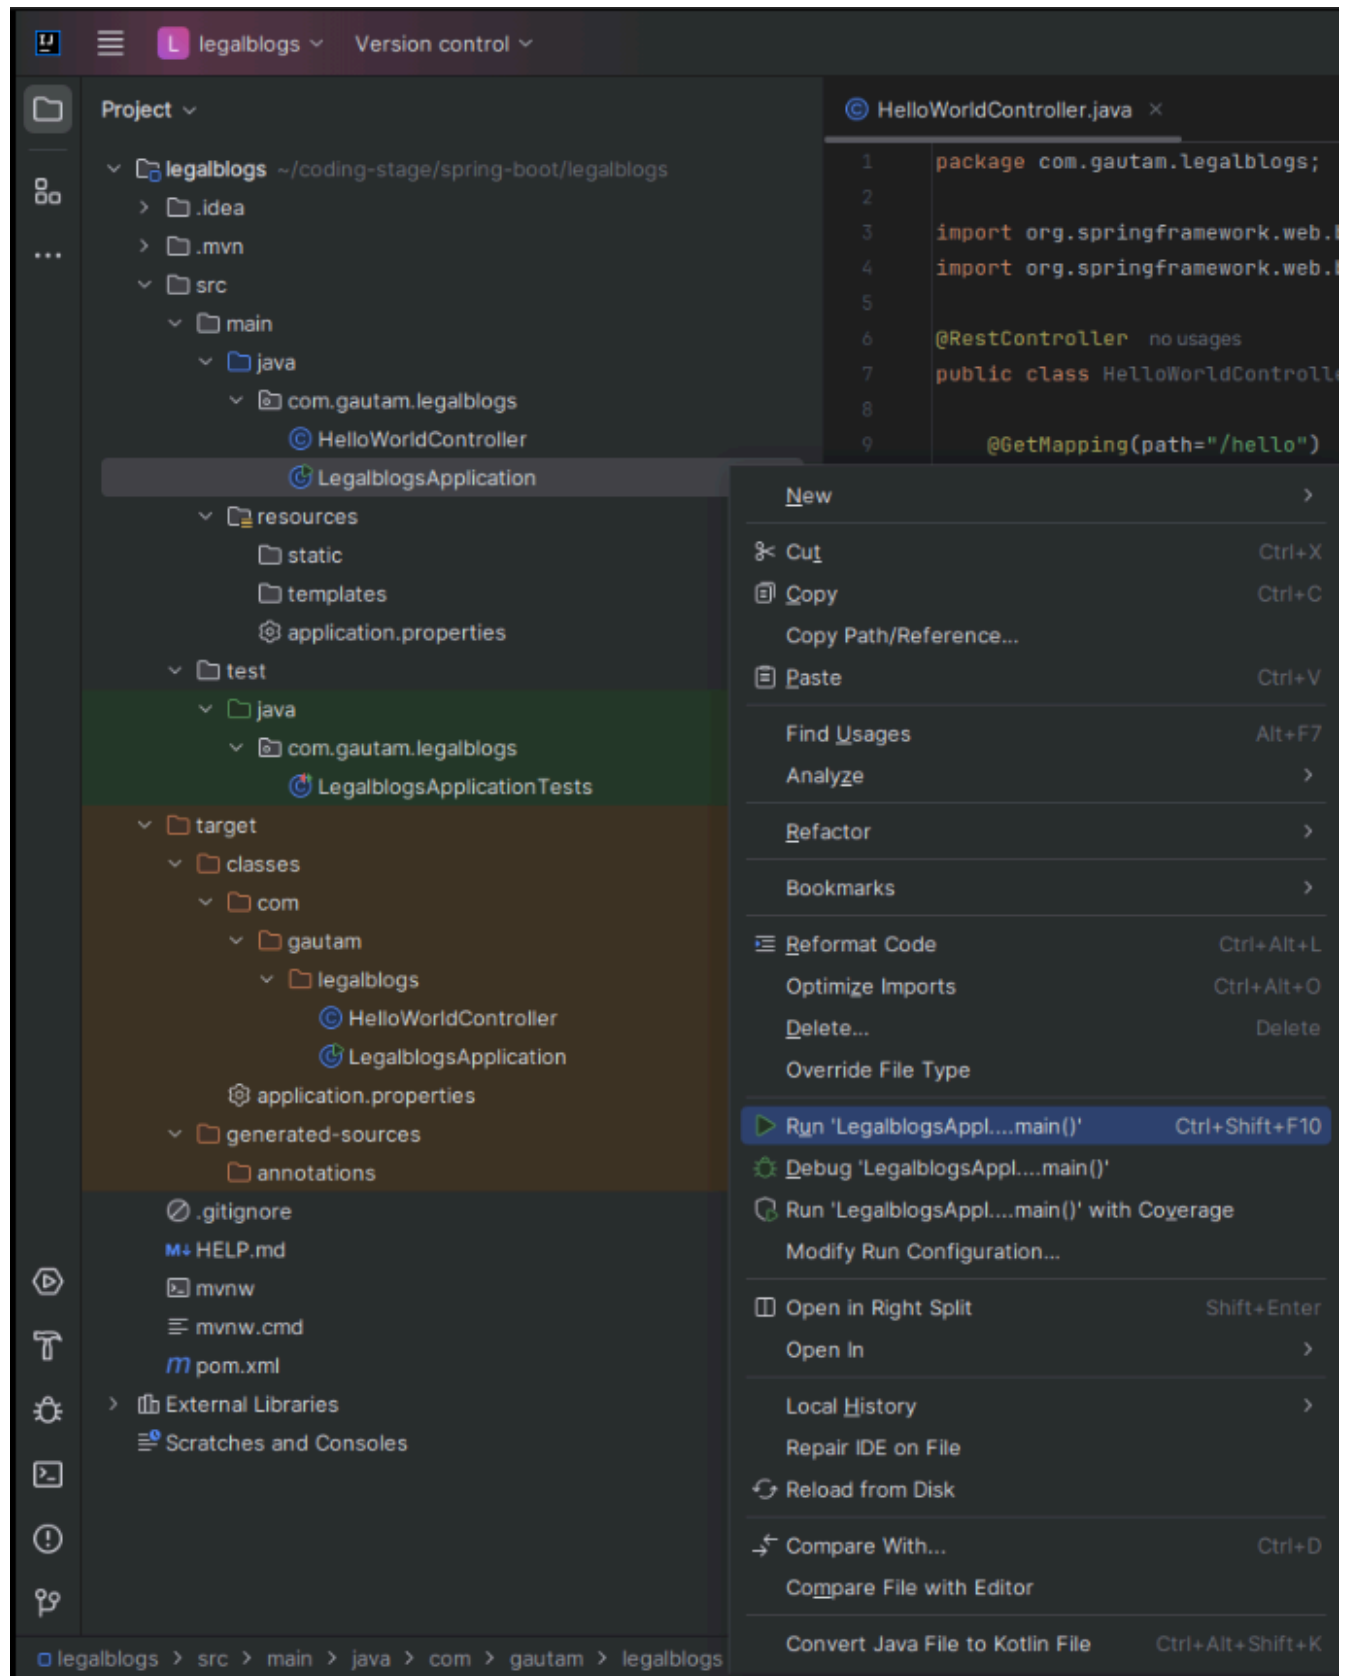 IJ
L legalblogs Version control
Project
legalblogs ~/coding-stage/spring-boot/legalblogs
.idea
.mvn
src
main
java
com.gautam.legalblogs
HelloWorldController
LegalblogsApplication
resources
static
templates
application.properties
test
java
com.gautam.legalblogs
LegalblogsApplicationTests
target
classes
com
gautam
legalblogs
HelloWorldController
LegalblogsApplication
application.properties
generated-sources
annotations
.gitignore
M↓ HELP.md
mvnw
mvnw.cmd
m pom.xml
External Libraries
Scratches and Consoles
legalblogs > src > main > java > com > gautam > legalblogs
HelloWorldController.java ×
1 package com.gautam.legalblogs;
2
3 import org.springframework.web.
4 import org.springframework.web.
5
6 @RestController no usages
7 public class HelloWorldControlle
8
9 @GetMapping(path="/hello")
New
Cut Ctrl+X
Copy Ctrl+C
Copy Path/Reference...
Paste Ctrl+V
Find Usages Alt+F7
Analyze
Refactor
Bookmarks
Reformat Code Ctrl+Alt+L
Optimize Imports Ctrl+Alt+O
Delete... Delete
Override File Type
Run 'LegalblogsAppl....main()' Ctrl+Shift+F10
Debug 'LegalblogsAppl....main()'
Run 'LegalblogsAppl....main()' with Coverage
Modify Run Configuration...
Open in Right Split Shift+Enter
Open In
Local History
Repair IDE on File
Reload from Disk
Compare With... Ctrl+D
Compare File with Editor
Convert Java File to Kotlin File Ctrl+Alt+Shift+K